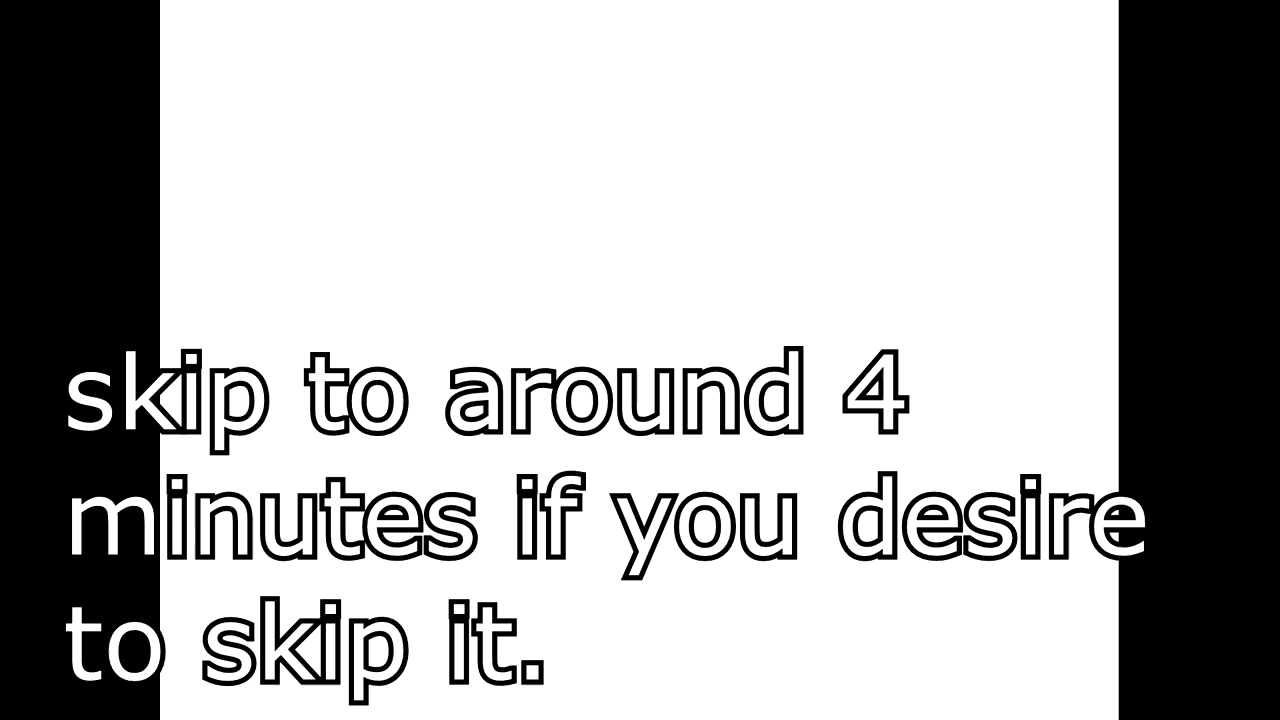 skip to around 4
minutes if you desire
to skip it.